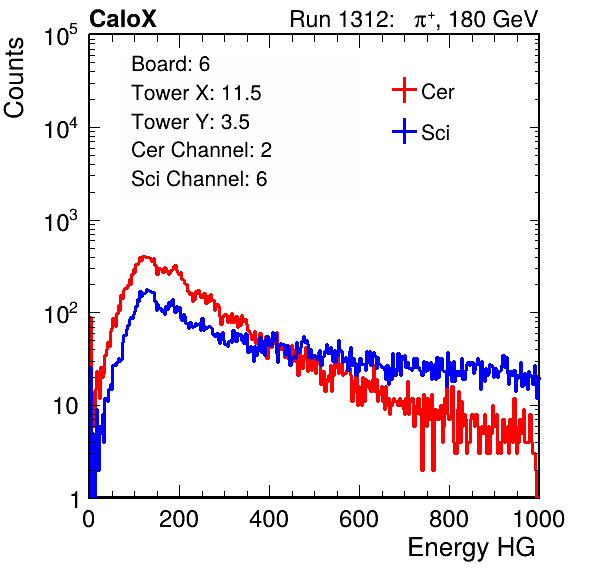 CaloX Run 1312: π⁺, 180 GeV
Counts
Board: 6
Tower X: 11.5
Tower Y: 3.5
Cer Channel: 2
Sci Channel: 6
Cer
Sci
10⁵
10⁴
10³
10²
10
1
0 200 400 600 800 1000
Energy HG